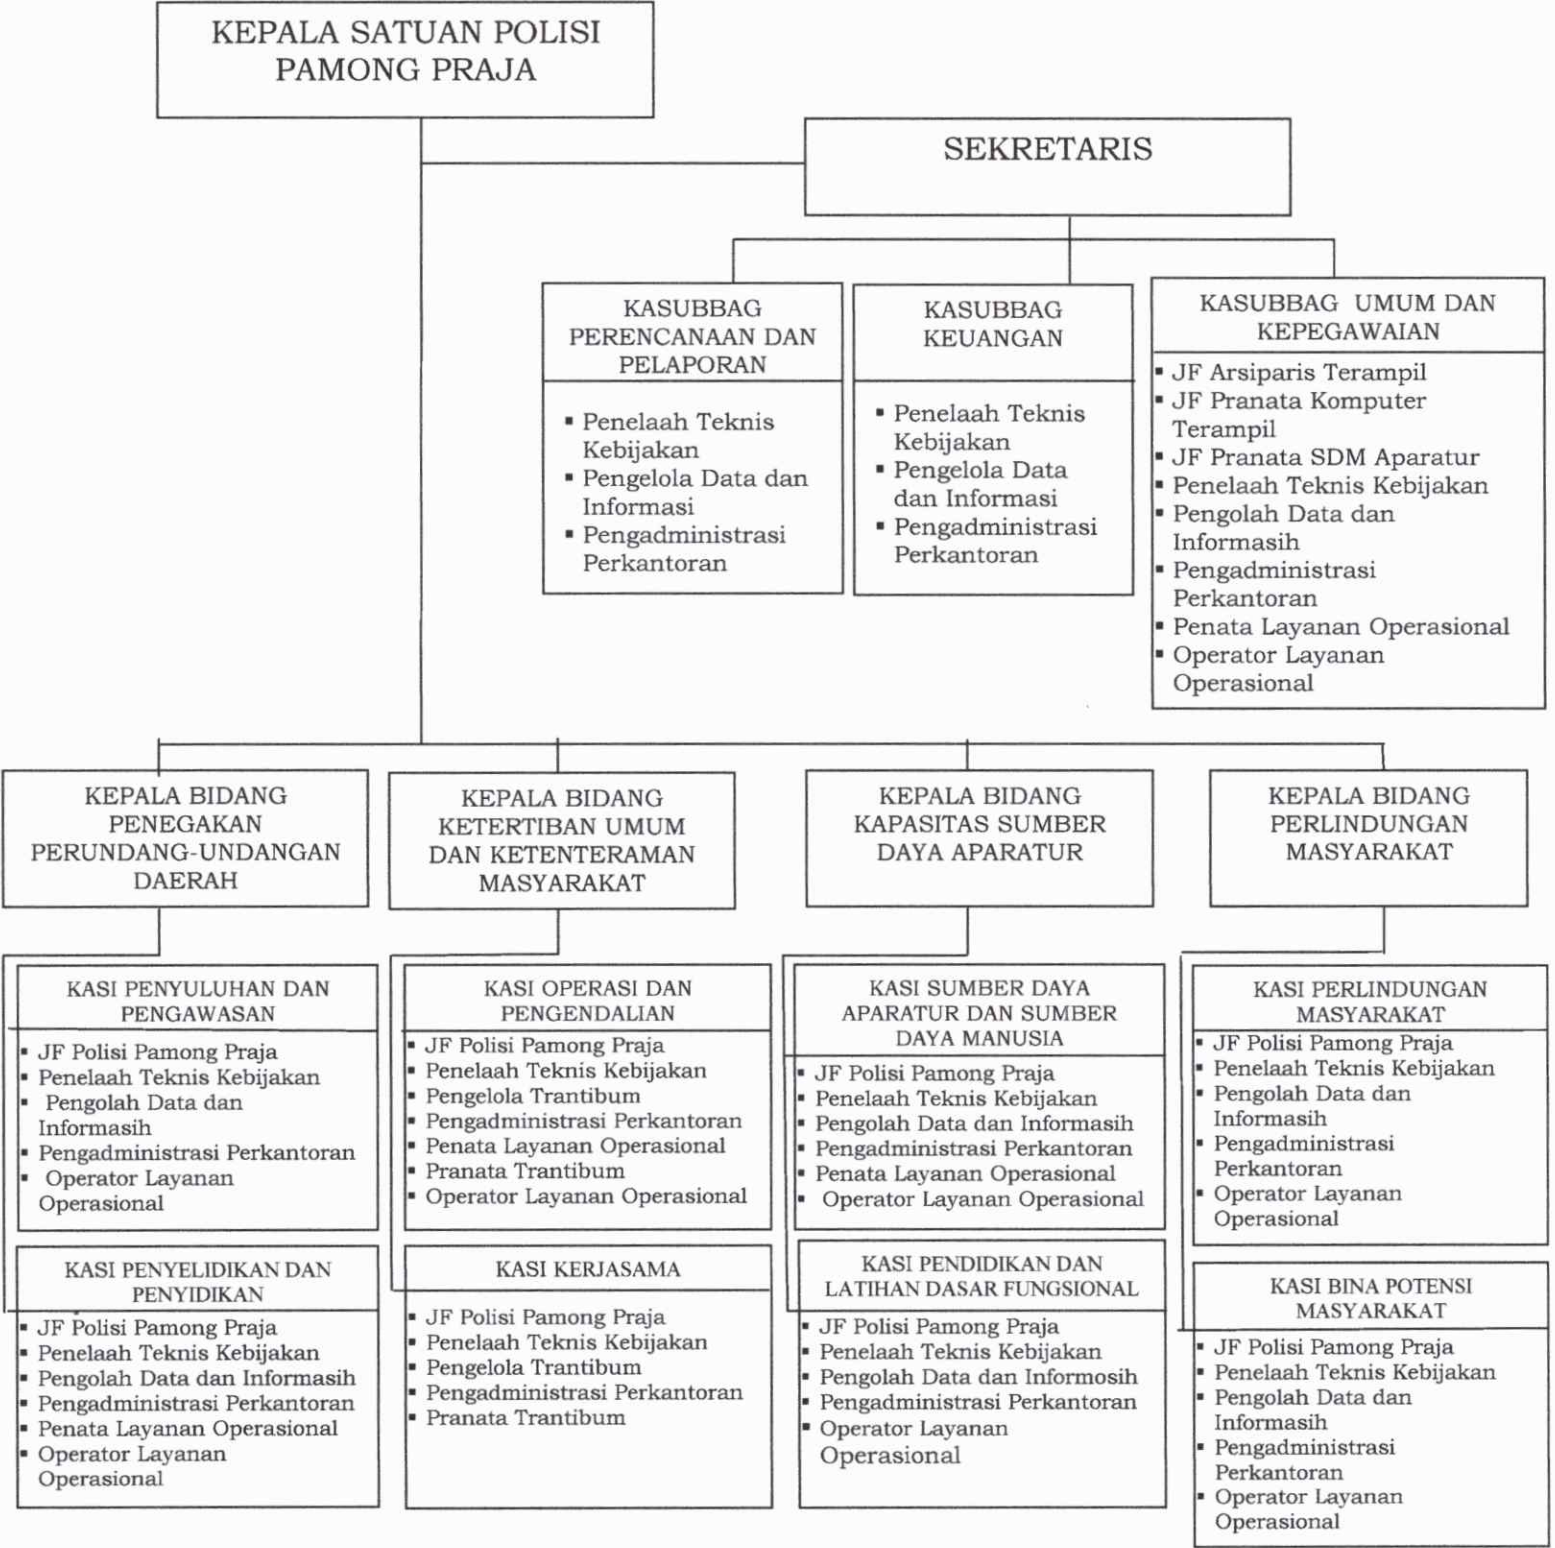 KEPALA SATUAN POLISI
PAMONG PRAJA
SEKRETARIS
KASUBBAG
PERENCANAAN DAN
PELAPORAN
▪ Penelaah Teknis
Kebijakan
▪ Pengelola Data dan
Informasi
▪ Pengadministrasi
Perkantoran
KASUBBAG
KEUANGAN
▪ Penelaah Teknis
Kebijakan
▪ Pengelola Data
dan Informasi
▪ Pengadministrasi
Perkantoran
KASUBBAG UMUM DAN
KEPEGAWAIAN
▪ JF Arsiparis Terampil
▪ JF Pranata Komputer
Terampil
▪ JF Pranata SDM Aparatur
▪ Penelaah Teknis Kebijakan
▪ Pengolah Data dan
Informasih
▪ Pengadministrasi
Perkantoran
▪ Penata Layanan Operasional
▪ Operator Layanan
Operasional
KEPALA BIDANG
PENEGAKAN
PERUNDANG-UNDANGAN
DAERAH
KASI PENYULUHAN DAN
PENGAWASAN
▪ JF Polisi Pamong Praja
▪ Penelaah Teknis Kebijakan
▪ Pengolah Data dan
Informasih
▪ Pengadministrasi Perkantoran
▪ Operator Layanan
Operasional
KASI PENYELIDIKAN DAN
PENYIDIKAN
▪ JF Polisi Pamong Praja
▪ Penelaah Teknis Kebijakan
▪ Pengolah Data dan Informasih
▪ Pengadministrasi Perkantoran
▪ Penata Layanan Operasional
▪ Operator Layanan
Operasional
KEPALA BIDANG
KETERTIBAN UMUM
DAN KETENTERAMAN
MASYARAKAT
KASI OPERASI DAN
PENGENDALIAN
▪ JF Polisi Pamong Praja
▪ Penelaah Teknis Kebijakan
▪ Pengelola Trantibum
▪ Pengadministrasi Perkantoran
▪ Penata Layanan Operasional
▪ Pranata Trantibum
▪ Operator Layanan Operasional
KASI KERJASAMA
▪ JF Polisi Pamong Praja
▪ Penelaah Teknis Kebijakan
▪ Pengelola Trantibum
▪ Pengadministrasi Perkantoran
▪ Pranata Trantibum
KEPALA BIDANG
KAPASITAS SUMBER
DAYA APARATUR
KASI SUMBER DAYA
APARATUR DAN SUMBER
DAYA MANUSIA
▪ JF Polisi Pamong Praja
▪ Penelaah Teknis Kebijakan
▪ Pengolah Data dan Informasih
▪ Pengadministrasi Perkantoran
▪ Penata Layanan Operasional
▪ Operator Layanan Operasional
KASI PENDIDIKAN DAN
LATIHAN DASAR FUNGSIONAL
▪ JF Polisi Pamong Praja
▪ Penelaah Teknis Kebijakan
▪ Pengolah Data dan Informosih
▪ Pengadministrasi Perkantoran
▪ Operator Layanan
Operasional
KEPALA BIDANG
PERLINDUNGAN
MASYARAKAT
KASI PERLINDUNGAN
MASYARAKAT
▪ JF Polisi Pamong Praja
▪ Penelaah Teknis Kebijakan
▪ Pengolah Data dan
Informasih
▪ Pengadministrasi
Perkantoran
▪ Operator Layanan
Operasional
KASI BINA POTENSI
MASYARAKAT
▪ JF Polisi Pamong Praja
▪ Penelaah Teknis Kebijakan
▪ Pengolah Data dan
Informasih
▪ Pengadministrasi
Perkantoran
▪ Operator Layanan
Operasional